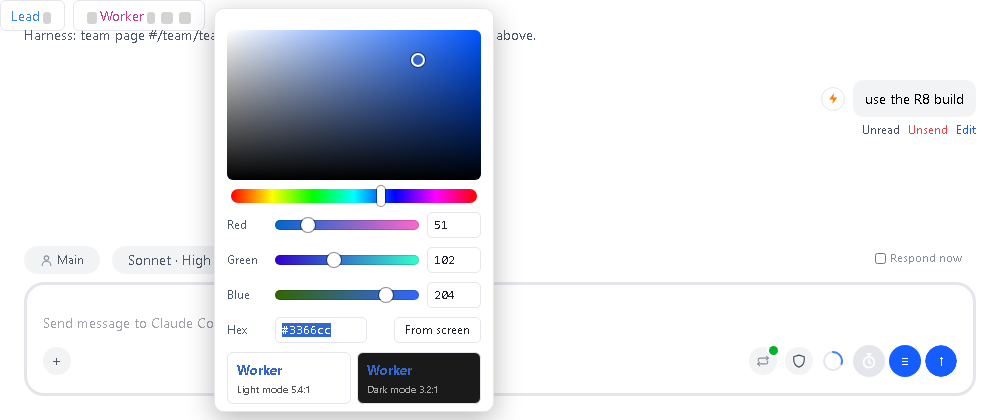 Lead
Worker
Harness: team page #/team/tea
above.
use the R8 build
Unread Unsend Edit
Red 51
Green 102
Blue 204
Hex #3366cc From screen
Worker
Light mode 5.4:1
Worker
Dark mode 3.2:1
Main
Sonnet · High
Respond now
Send message to Claude Co